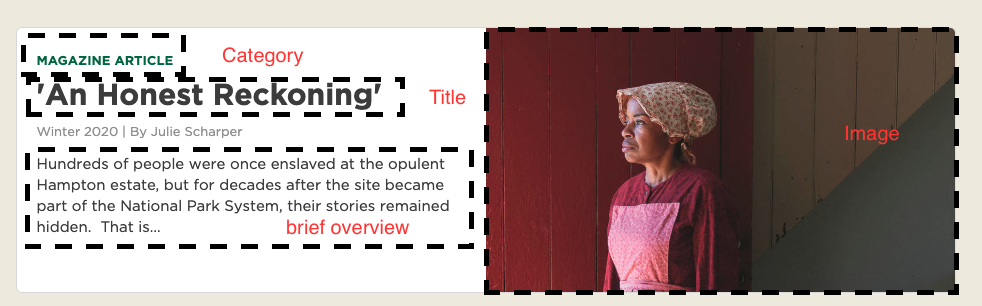 MAGAZINE ARTICLE
Category
'An Honest Reckoning'
Title
Winter 2020 | By Julie Scharper
Image
Hundreds of people were once enslaved at the opulent
Hampton estate, but for decades after the site became
part of the National Park System, their stories remained
hidden.  That is...
brief overview